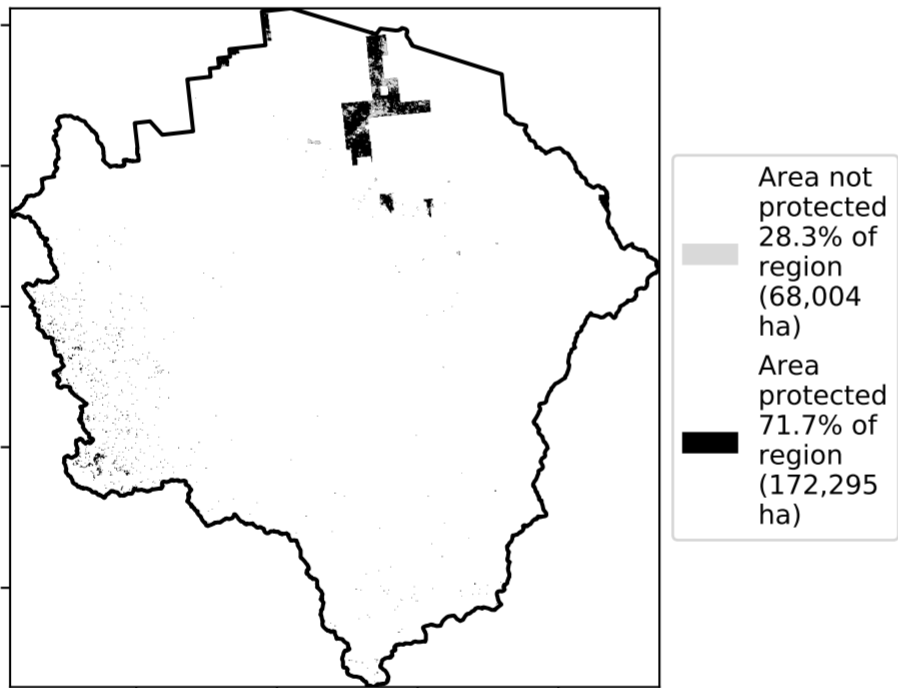 Area not
protected
28.3% of
region
(68,004
ha)
Area
protected
71.7% of
region
(172,295
ha)